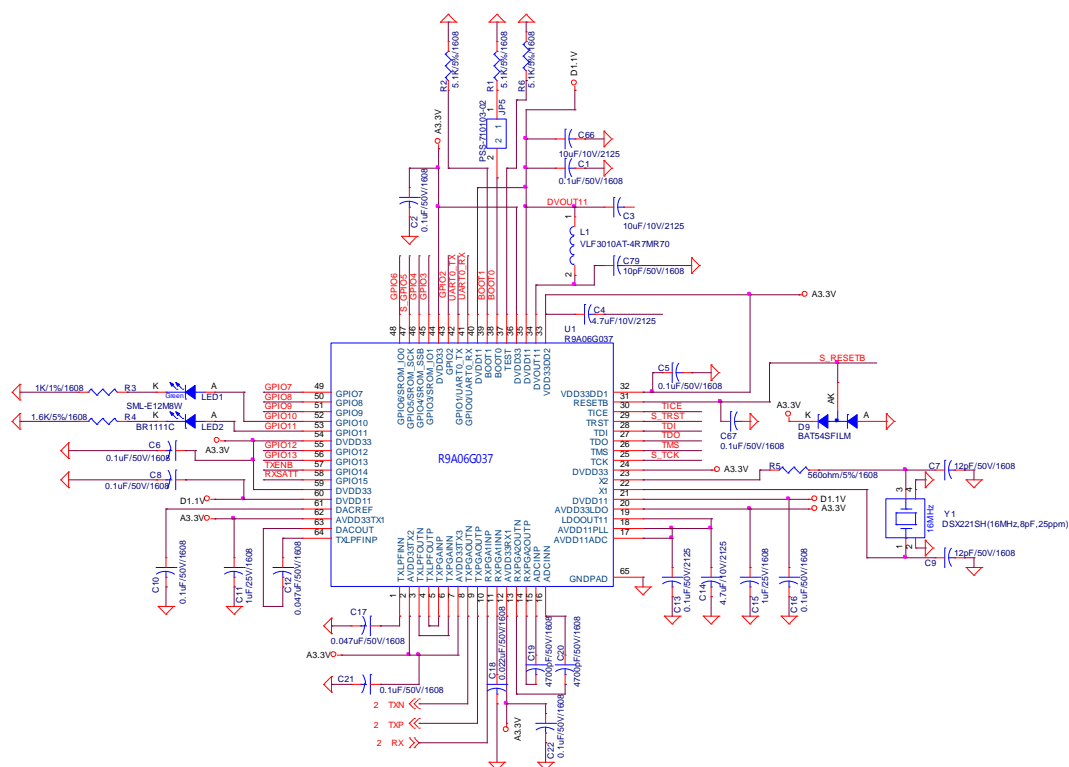 R2
5.1K/5%/1608
R1
5.1K/5%/1608
R6
5.1K/5%/1608
D1.1V
A3.3V
PSS-710103-02
JP5
1
2
1
2
C66
10uF/10V/2125
C1
0.1uF/50V/1608
C2
0.1uF/50V/1608
DVOUT11
C3
10uF/10V/2125
1
L1
VLF3010AT-4R7MR70
2
C79
10pF/50V/1608
A3.3V
C4
4.7uF/10V/2125
GPIO6
S_GPIO5
GPIO4
GPIO3
GPIO2
UART0_TX
UART0_RX
BOOT1
BOOT0
48
47
46
45
44
43
42
41
40
39
38
37
36
35
34
33
U1
R9A06G037
GPIO6/SROM_IO0
GPIO5/SROM_SCK
GPIO4/SROM_SSB
GPIO3/SROM_IO1
DVDD33
GPIO2
GPIO1/UART0_TX
GPIO0/UART0_RX
DVDD11
BOOT1
BOOT0
TEST
DVDD33
DVDD11
DVOUT11
VDD33DD2
1K/1%/1608
R3
K
Green
A
LED1
SML-E12M8W
1.6K/5%/1608
R4
K
A
LED2
BR1111C
C6
0.1uF/50V/1608
C8
0.1uF/50V/1608
A3.3V
D1.1V
A3.3V
GPIO7 49 GPIO7
GPIO8 50 GPIO8
GPIO9 51 GPIO9
GPIO10 52 GPIO10
GPIO11 53 GPIO11
54 DVDD33
GPIO12 55 GPIO12
GPIO13 56 GPIO13
TXENB 57 GPIO14
RXSATT 58 GPIO15
59 DVDD33
60 DVDD11
61 DACREF
62 AVDD33TX1
63 DACOUT
64 TXLPFINP
R9A06G037
VDD33DD1 32
RESETB 31
TICE 30 TICE
TRST 29 S_TRST
TDI 28 TDI
TDO 27 TDO
TMS 26 TMS
TCK 25 S_TCK
DVDD33 24
X2 23
X1 22
DVDD11 21
AVDD33LDO 20
LDOOUT11 19
AVDD11PLL 18
AVDD11ADC 17
GNDPAD 65
C5
0.1uF/50V/1608
S_RESETB
C67
0.1uF/50V/1608
A3.3V
K
AK
A
D9
BAT54SFILM
A3.3V
R5
560ohm/5%/1608
D1.1V
A3.3V
C7
12pF/50V/1608
3
4
16MHz
1
2
Y1
DSX221SH(16MHz,8pF,25ppm)
C9
12pF/50V/1608
C10
0.1uF/50V/1608
C11
1uF/25V/1608
C12
0.047uF/50V/1608
C13
0.1uF/50V/2125
C14
4.7uF/10V/2125
C15
1uF/25V/1608
C16
0.1uF/50V/1608
TXLPFINN
AVDD33TX2
TXLPFOUTN
TXLPFOUTP
TXPGAINP
TXPGAINN
AVDD33TX3
TXPGAOUTN
TXPGAOUTP
RXPGA1INP
RXPGA1INN
AVDD33RX1
RXPGA2OUTN
RXPGA2OUTP
ADCINP
ADCINN
1
2
3
4
5
6
7
8
9
10
11
12
13
14
15
16
C17
0.047uF/50V/1608
A3.3V
C21
0.1uF/50V/1608
C18
0.022uF/50V/1608
C19
4700pF/50V/1608
C20
4700pF/50V/1608
A3.3V
C22
0.1uF/50V/1608
2 TXN
2 TXP
2 RX